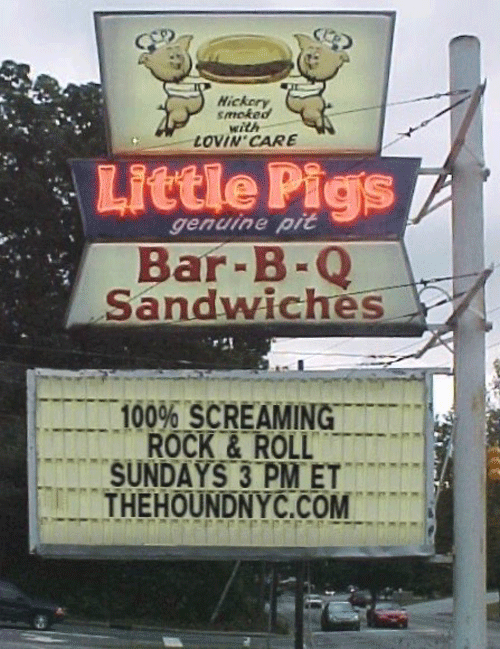 Hickory
smoked
with
LOVIN' CARE
Little Pigs
genuine pit
Bar-B-Q
Sandwiches
100% SCREAMING
ROCK & ROLL
SUNDAYS 3 PM ET
THEHOUNDNYC.COM